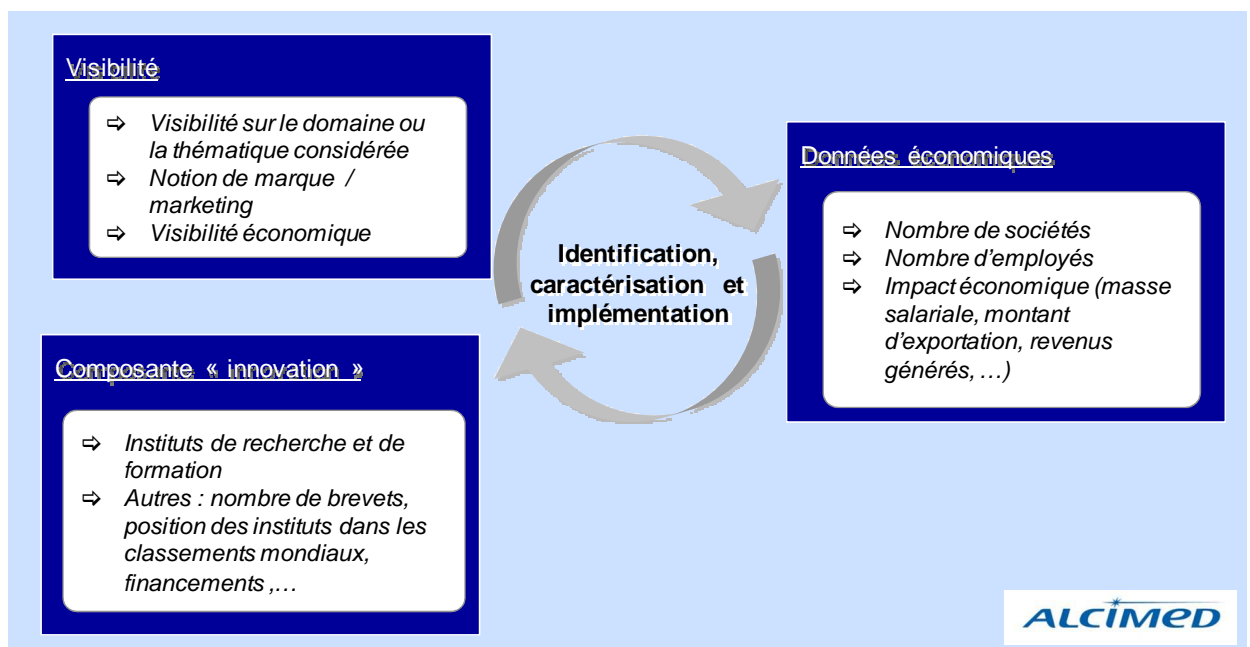 Visibilité
⇨ Visibilité sur le domaine ou
la thématique considérée
⇨ Notion de marque /
marketing
⇨ Visibilité économique
Identification,
caractérisation et
implémentation
Données économiques
⇨ Nombre de sociétés
⇨ Nombre d'employés
⇨ Impact économique (masse
salariale, montant
d'exportation, revenus
générés, …)
Composante « innovation »
⇨ Instituts de recherche et de
formation
⇨ Autres : nombre de brevets,
position des instituts dans les
classements mondiaux,
financements ,…
ALCIMED